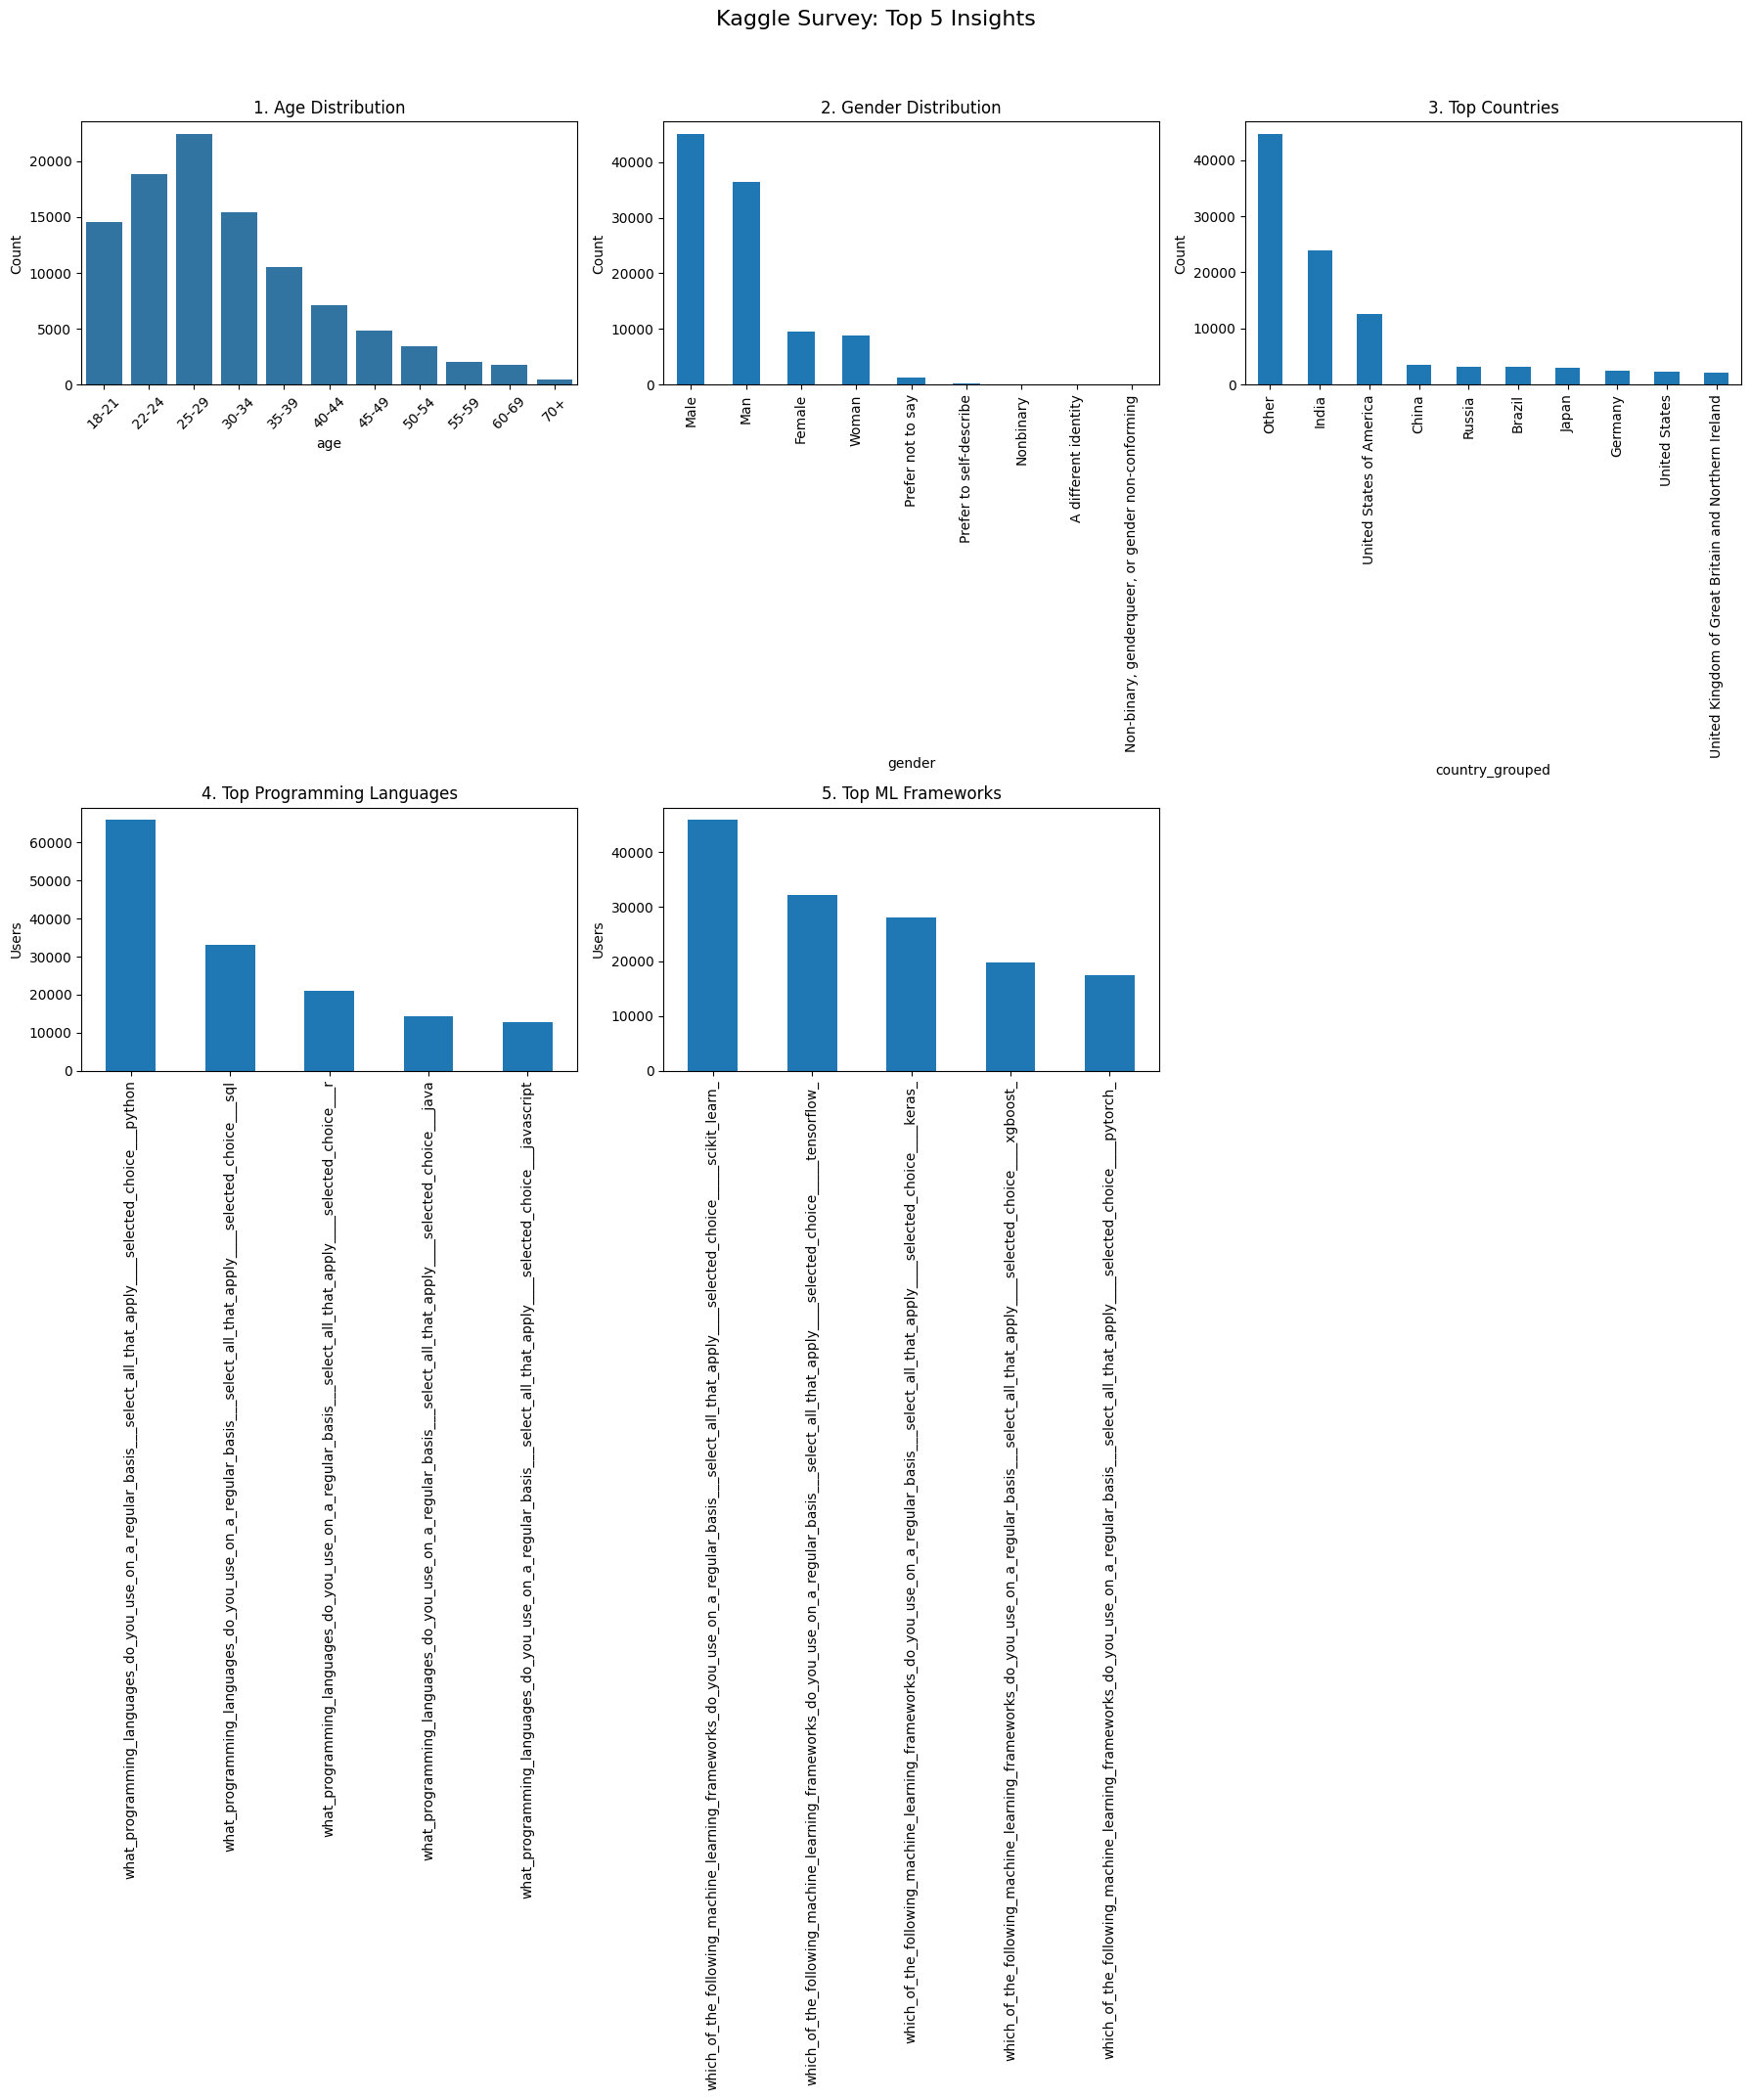 Kaggle Survey: Top 5 Insights
1. Age Distribution
Count
20000
15000
10000
5000
0
18-21
22-24
25-29
30-34
35-39
40-44
45-49
50-54
55-59
60-69
70+
age
2. Gender Distribution
Count
40000
30000
20000
10000
0
Male
Man
Female
Woman
Prefer not to say
Prefer to self-describe
Nonbinary
A different identity
Non-binary, genderqueer, or gender non-conforming
gender
3. Top Countries
Count
40000
30000
20000
10000
0
Other
India
United States of America
China
Russia
Brazil
Japan
Germany
United States
United Kingdom of Great Britain and Northern Ireland
country_grouped
4. Top Programming Languages
Users
60000
50000
40000
30000
20000
10000
0
what_programming_languages_do_you_use_on_a_regular_basis___select_all_that_apply____selected_choice___python
what_programming_languages_do_you_use_on_a_regular_basis___select_all_that_apply____selected_choice___sql
what_programming_languages_do_you_use_on_a_regular_basis___select_all_that_apply____selected_choice___r
what_programming_languages_do_you_use_on_a_regular_basis___select_all_that_apply____selected_choice___java
what_programming_languages_do_you_use_on_a_regular_basis___select_all_that_apply____selected_choice___javascript
5. Top ML Frameworks
Users
40000
30000
20000
10000
0
which_of_the_following_machine_learning_frameworks_do_you_use_on_a_regular_basis___select_all_that_apply____selected_choice_____scikit_learn_
which_of_the_following_machine_learning_frameworks_do_you_use_on_a_regular_basis___select_all_that_apply____selected_choice_____tensorflow_
which_of_the_following_machine_learning_frameworks_do_you_use_on_a_regular_basis___select_all_that_apply____selected_choice____keras_
which_of_the_following_machine_learning_frameworks_do_you_use_on_a_regular_basis___select_all_that_apply____selected_choice____xgboost_
which_of_the_following_machine_learning_frameworks_do_you_use_on_a_regular_basis___select_all_that_apply____selected_choice____pytorch_